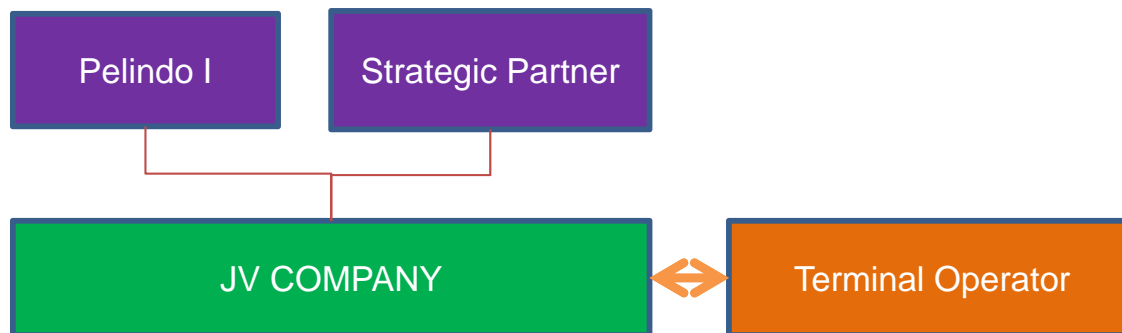 Pelindo I
Strategic Partner
JV COMPANY
Terminal Operator